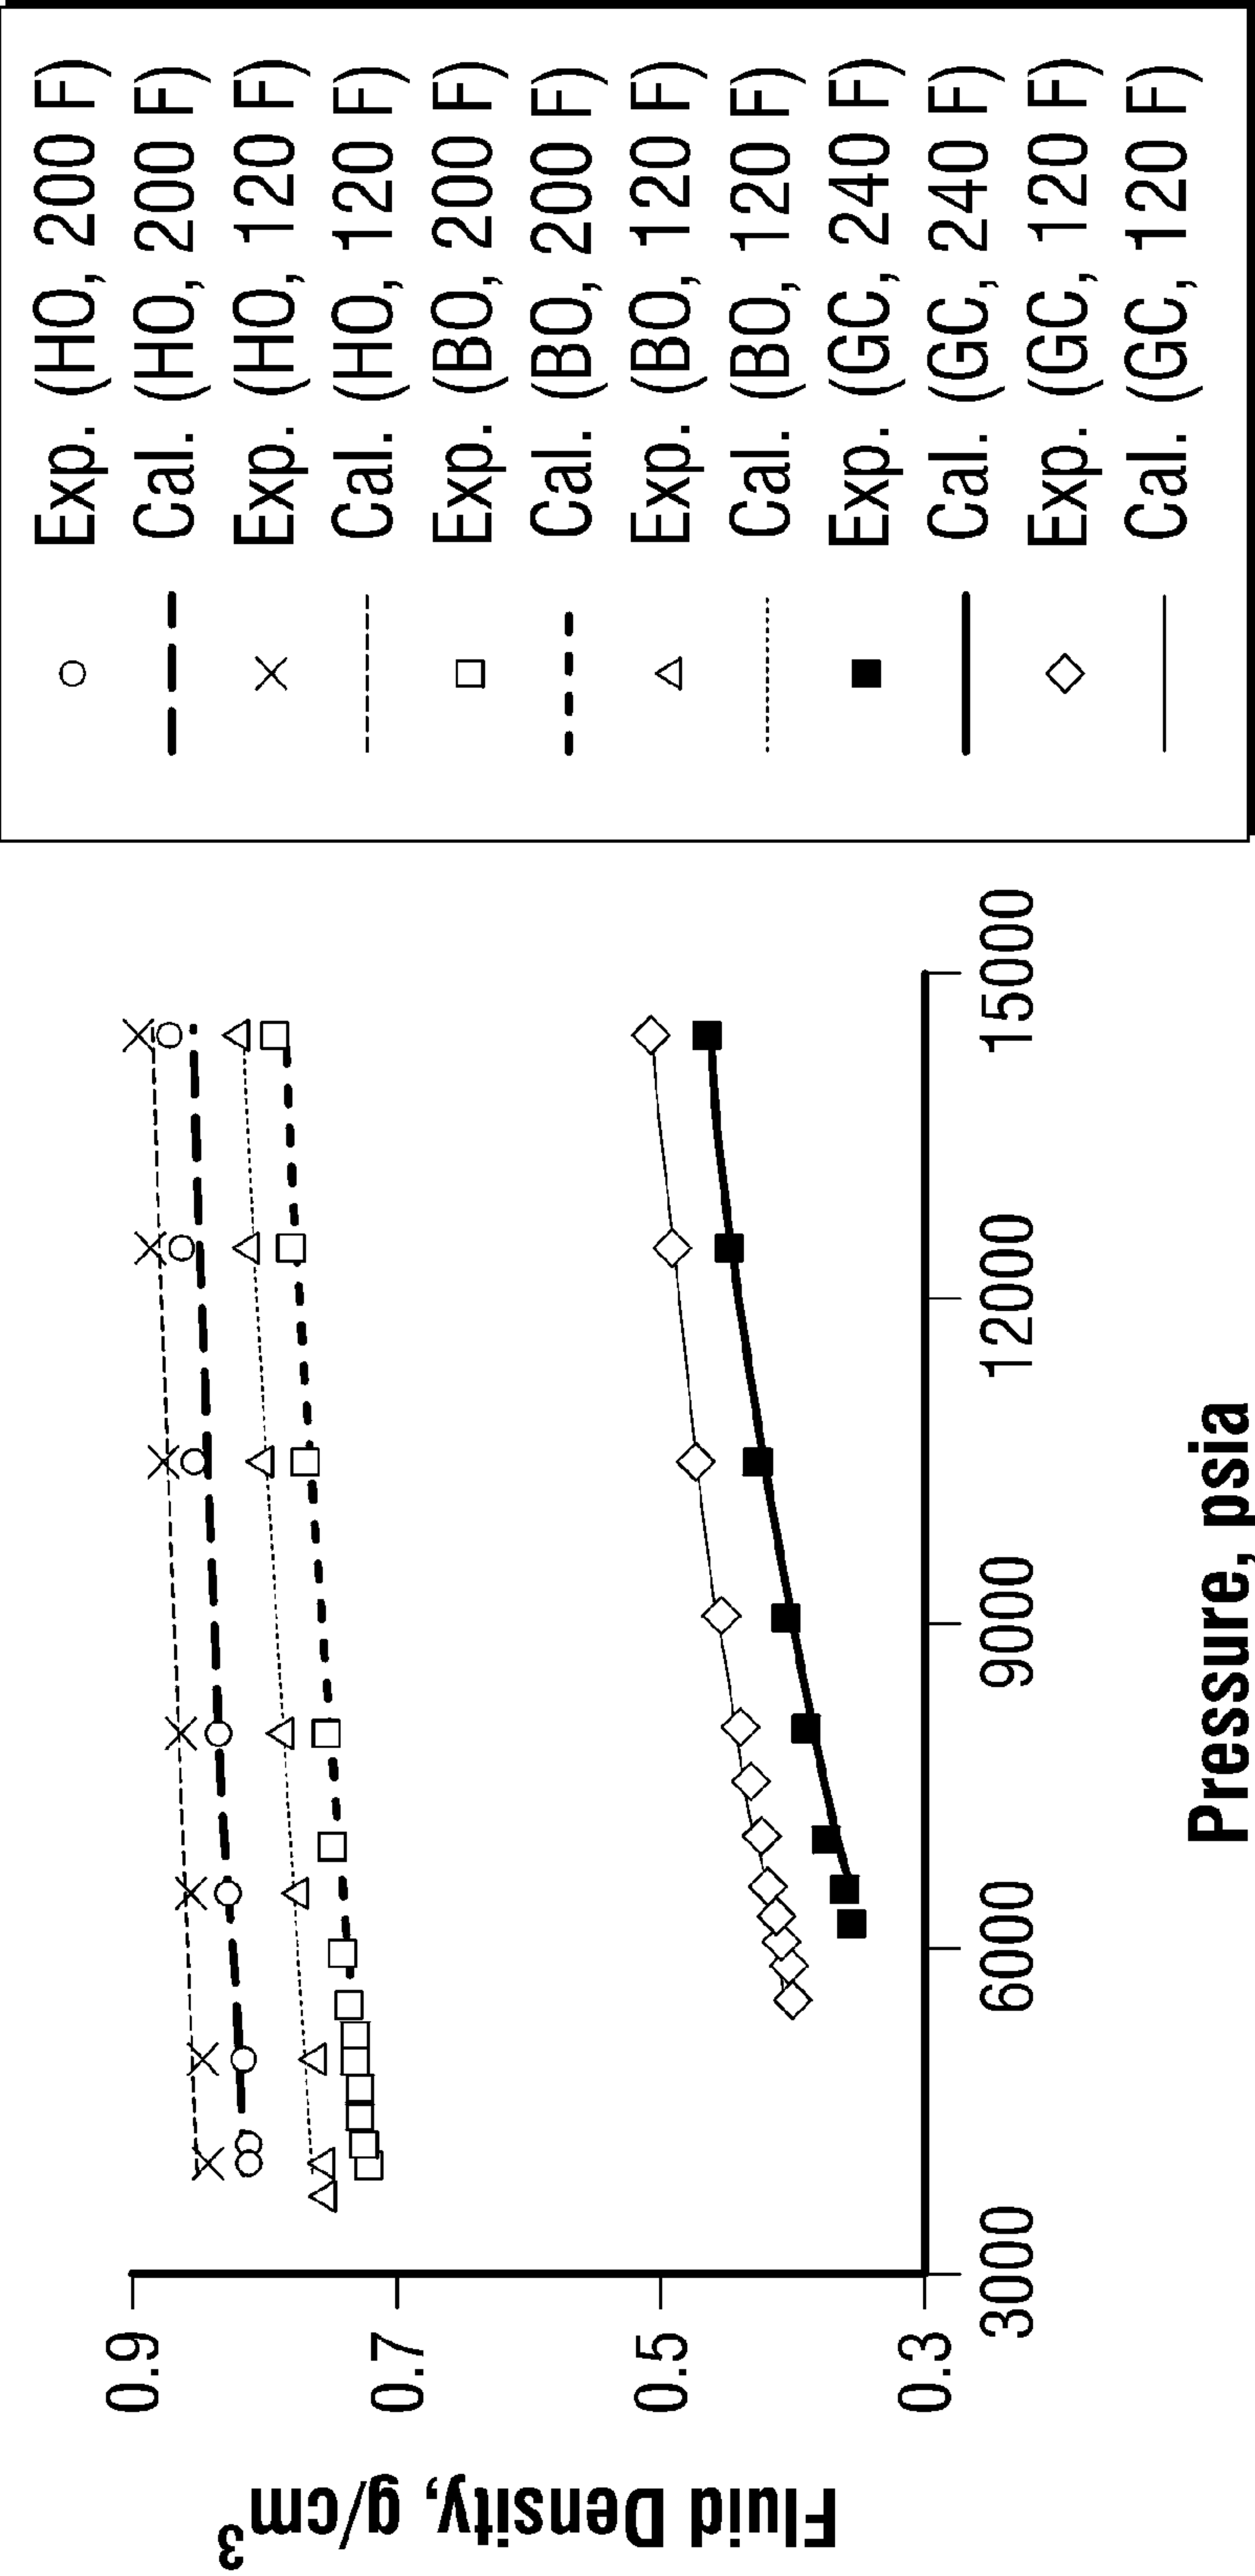 Fluid Density, g/cm³
0.9
0.7
0.5
0.3
3000
6000
9000
12000
15000
Pressure, psia
Exp. (HO, 200 F)
Cal. (HO, 200 F)
Exp. (HO, 120 F)
Cal. (HO, 120 F)
Exp. (BO, 200 F)
Cal. (BO, 200 F)
Exp. (BO, 120 F)
Cal. (BO, 120 F)
Exp. (GC, 240 F)
Cal. (GC, 240 F)
Exp. (GC, 120 F)
Cal. (GC, 120 F)